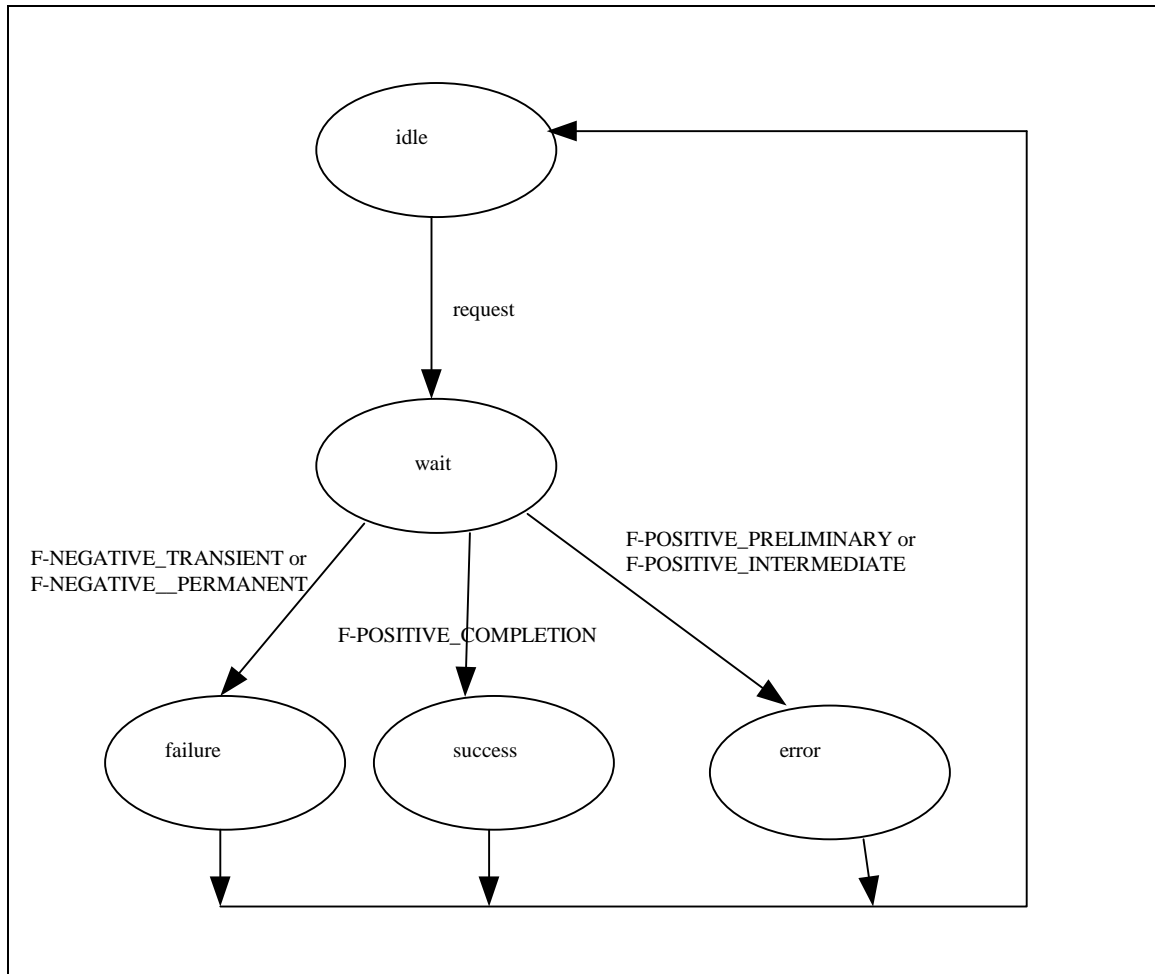 idle
request
wait
F-NEGATIVE_TRANSIENT or
F-NEGATIVE__PERMANENT
F-POSITIVE_PRELIMINARY or
F-POSITIVE_INTERMEDIATE
F-POSITIVE_COMPLETION
failure
success
error